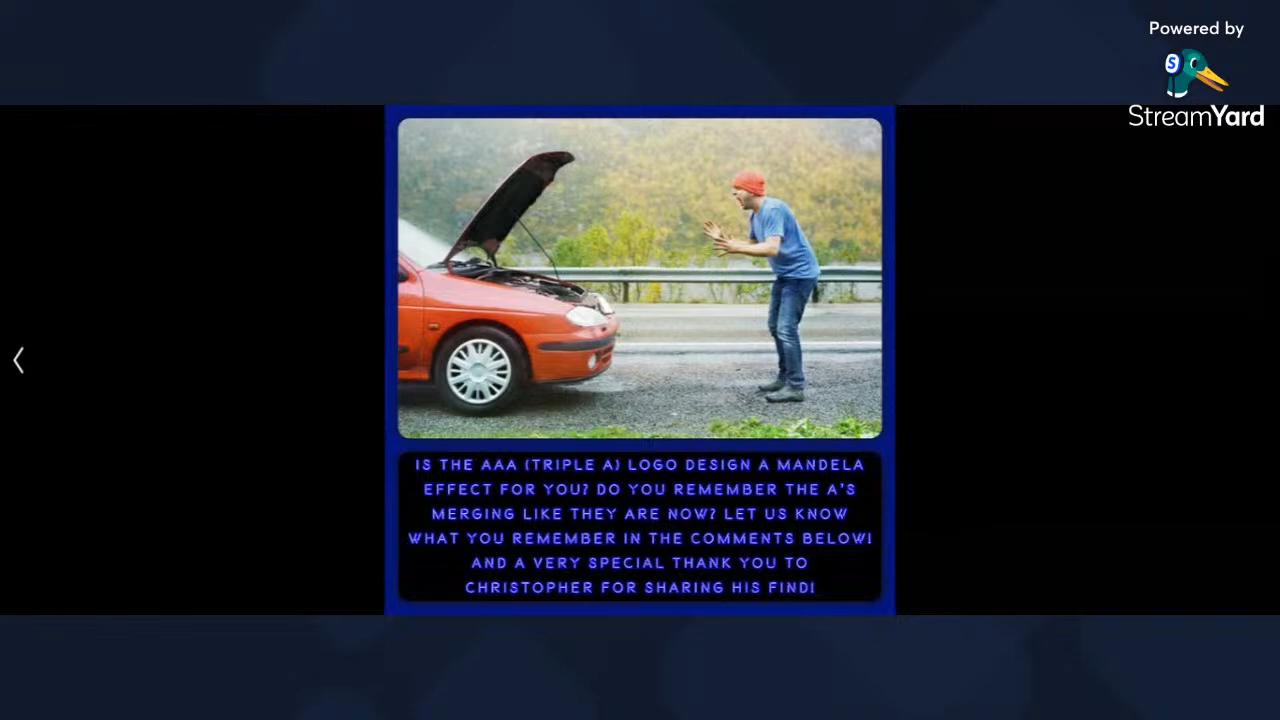 Powered by
S
StreamYard
IS THE AAA (TRIPLE A) LOGO DESIGN A MANDELA
EFFECT FOR YOU? DO YOU REMEMBER THE A'S
MERGING LIKE THEY ARE NOW? LET US KNOW
WHAT YOU REMEMBER IN THE COMMENTS BELOW!
AND A VERY SPECIAL THANK YOU TO
CHRISTOPHER FOR SHARING HIS FIND!